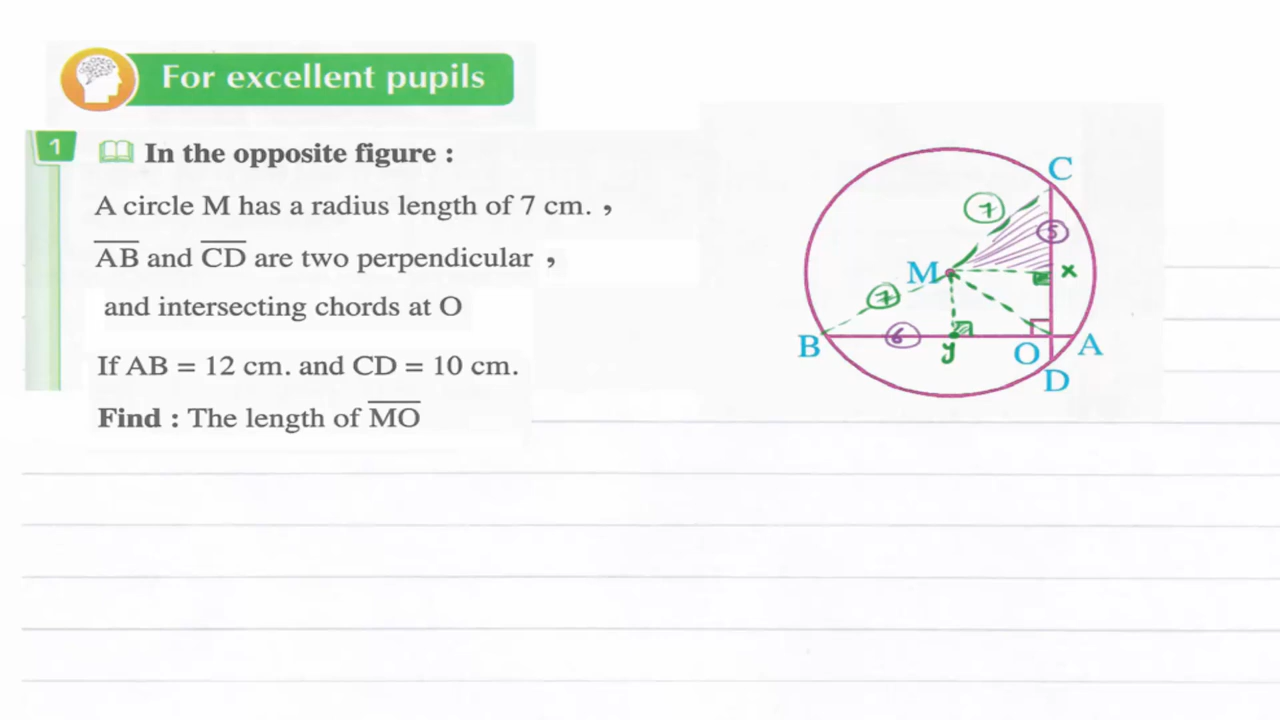 For excellent pupils
1 In the opposite figure :
A circle M has a radius length of 7 cm. ,
AB and CD are two perpendicular ,
and intersecting chords at O
If AB = 12 cm. and CD = 10 cm.
Find : The length of MO
C
7
5
M
x
7
B
6
y
O
A
D